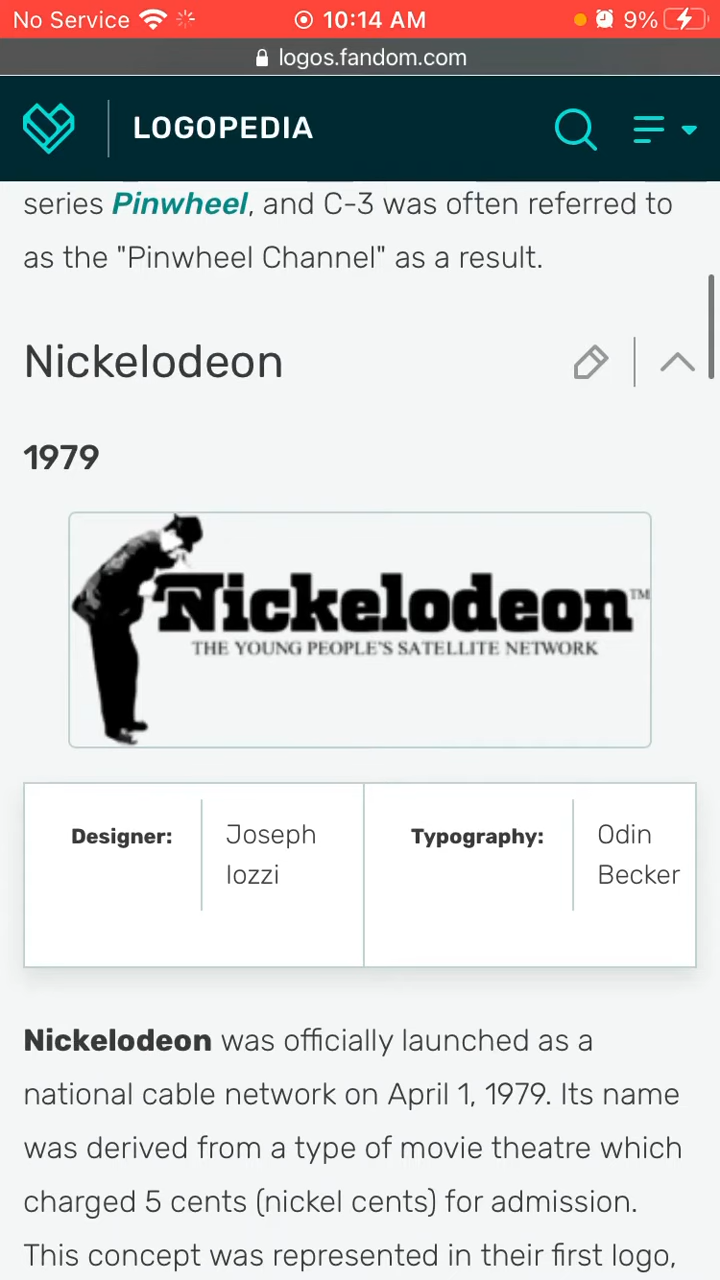 No Service 10:14 AM 9%
logos.fandom.com
LOGOPEDIA
series Pinwheel, and C-3 was often referred to
as the "Pinwheel Channel" as a result.
Nickelodeon
1979
Nickelodeon™
THE YOUNG PEOPLE'S SATELLITE NETWORK
Designer: Joseph
Iozzi
Typography: Odin
Becker
Nickelodeon was officially launched as a
national cable network on April 1, 1979. Its name
was derived from a type of movie theatre which
charged 5 cents (nickel cents) for admission.
This concept was represented in their first logo,